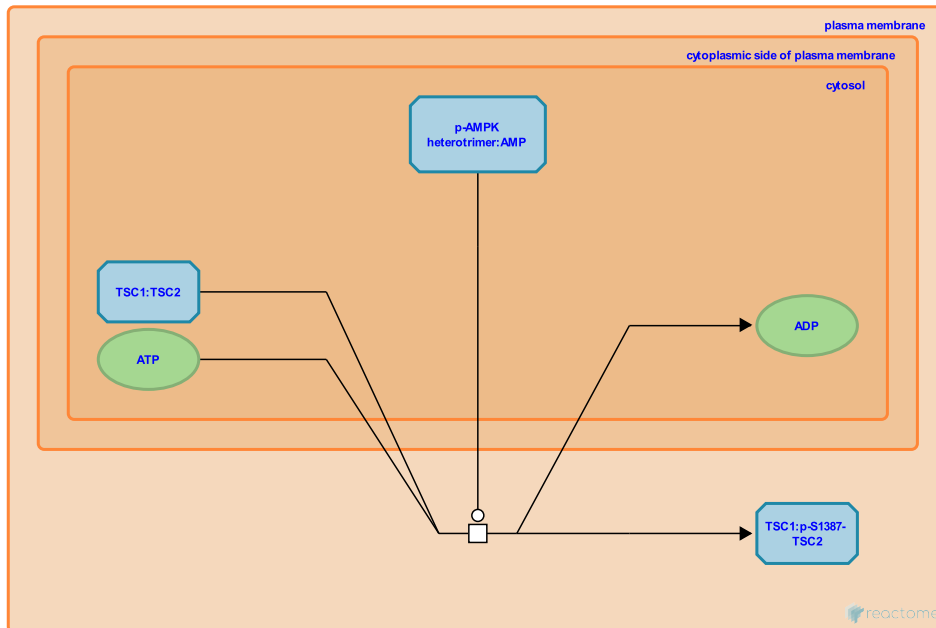 plasma membrane
cytoplasmic side of plasma membrane
cytosol
p-AMPK
heterotrimer:AMP
TSC1:TSC2
ATP
ADP
TSC1:p-S1387-
TSC2
reactome